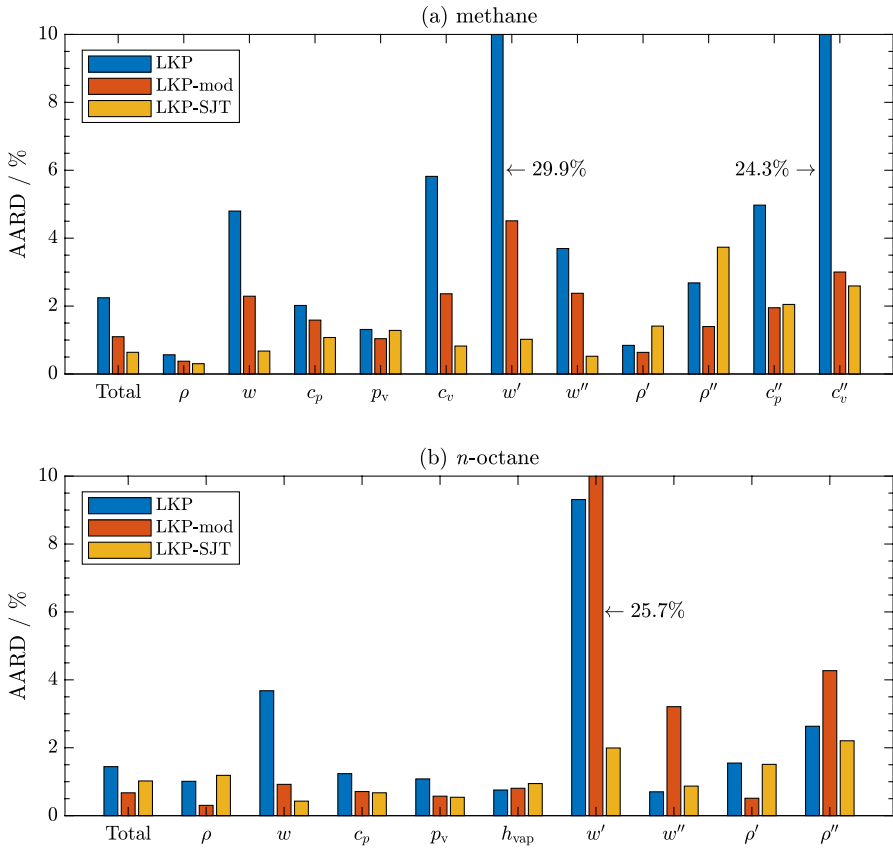 (a) methane
10
LKP
LKP-mod
LKP-SJT
8
6
← 29.9%
24.3% →
AARD / %
4
2
0
Total ρ w c_p p_v c_v w′ w″ ρ′ ρ″ c″_p c″_v
(b) n-octane
10
LKP
LKP-mod
LKP-SJT
8
6
← 25.7%
AARD / %
4
2
0
Total ρ w c_p p_v h_vap w′ w″ ρ′ ρ″